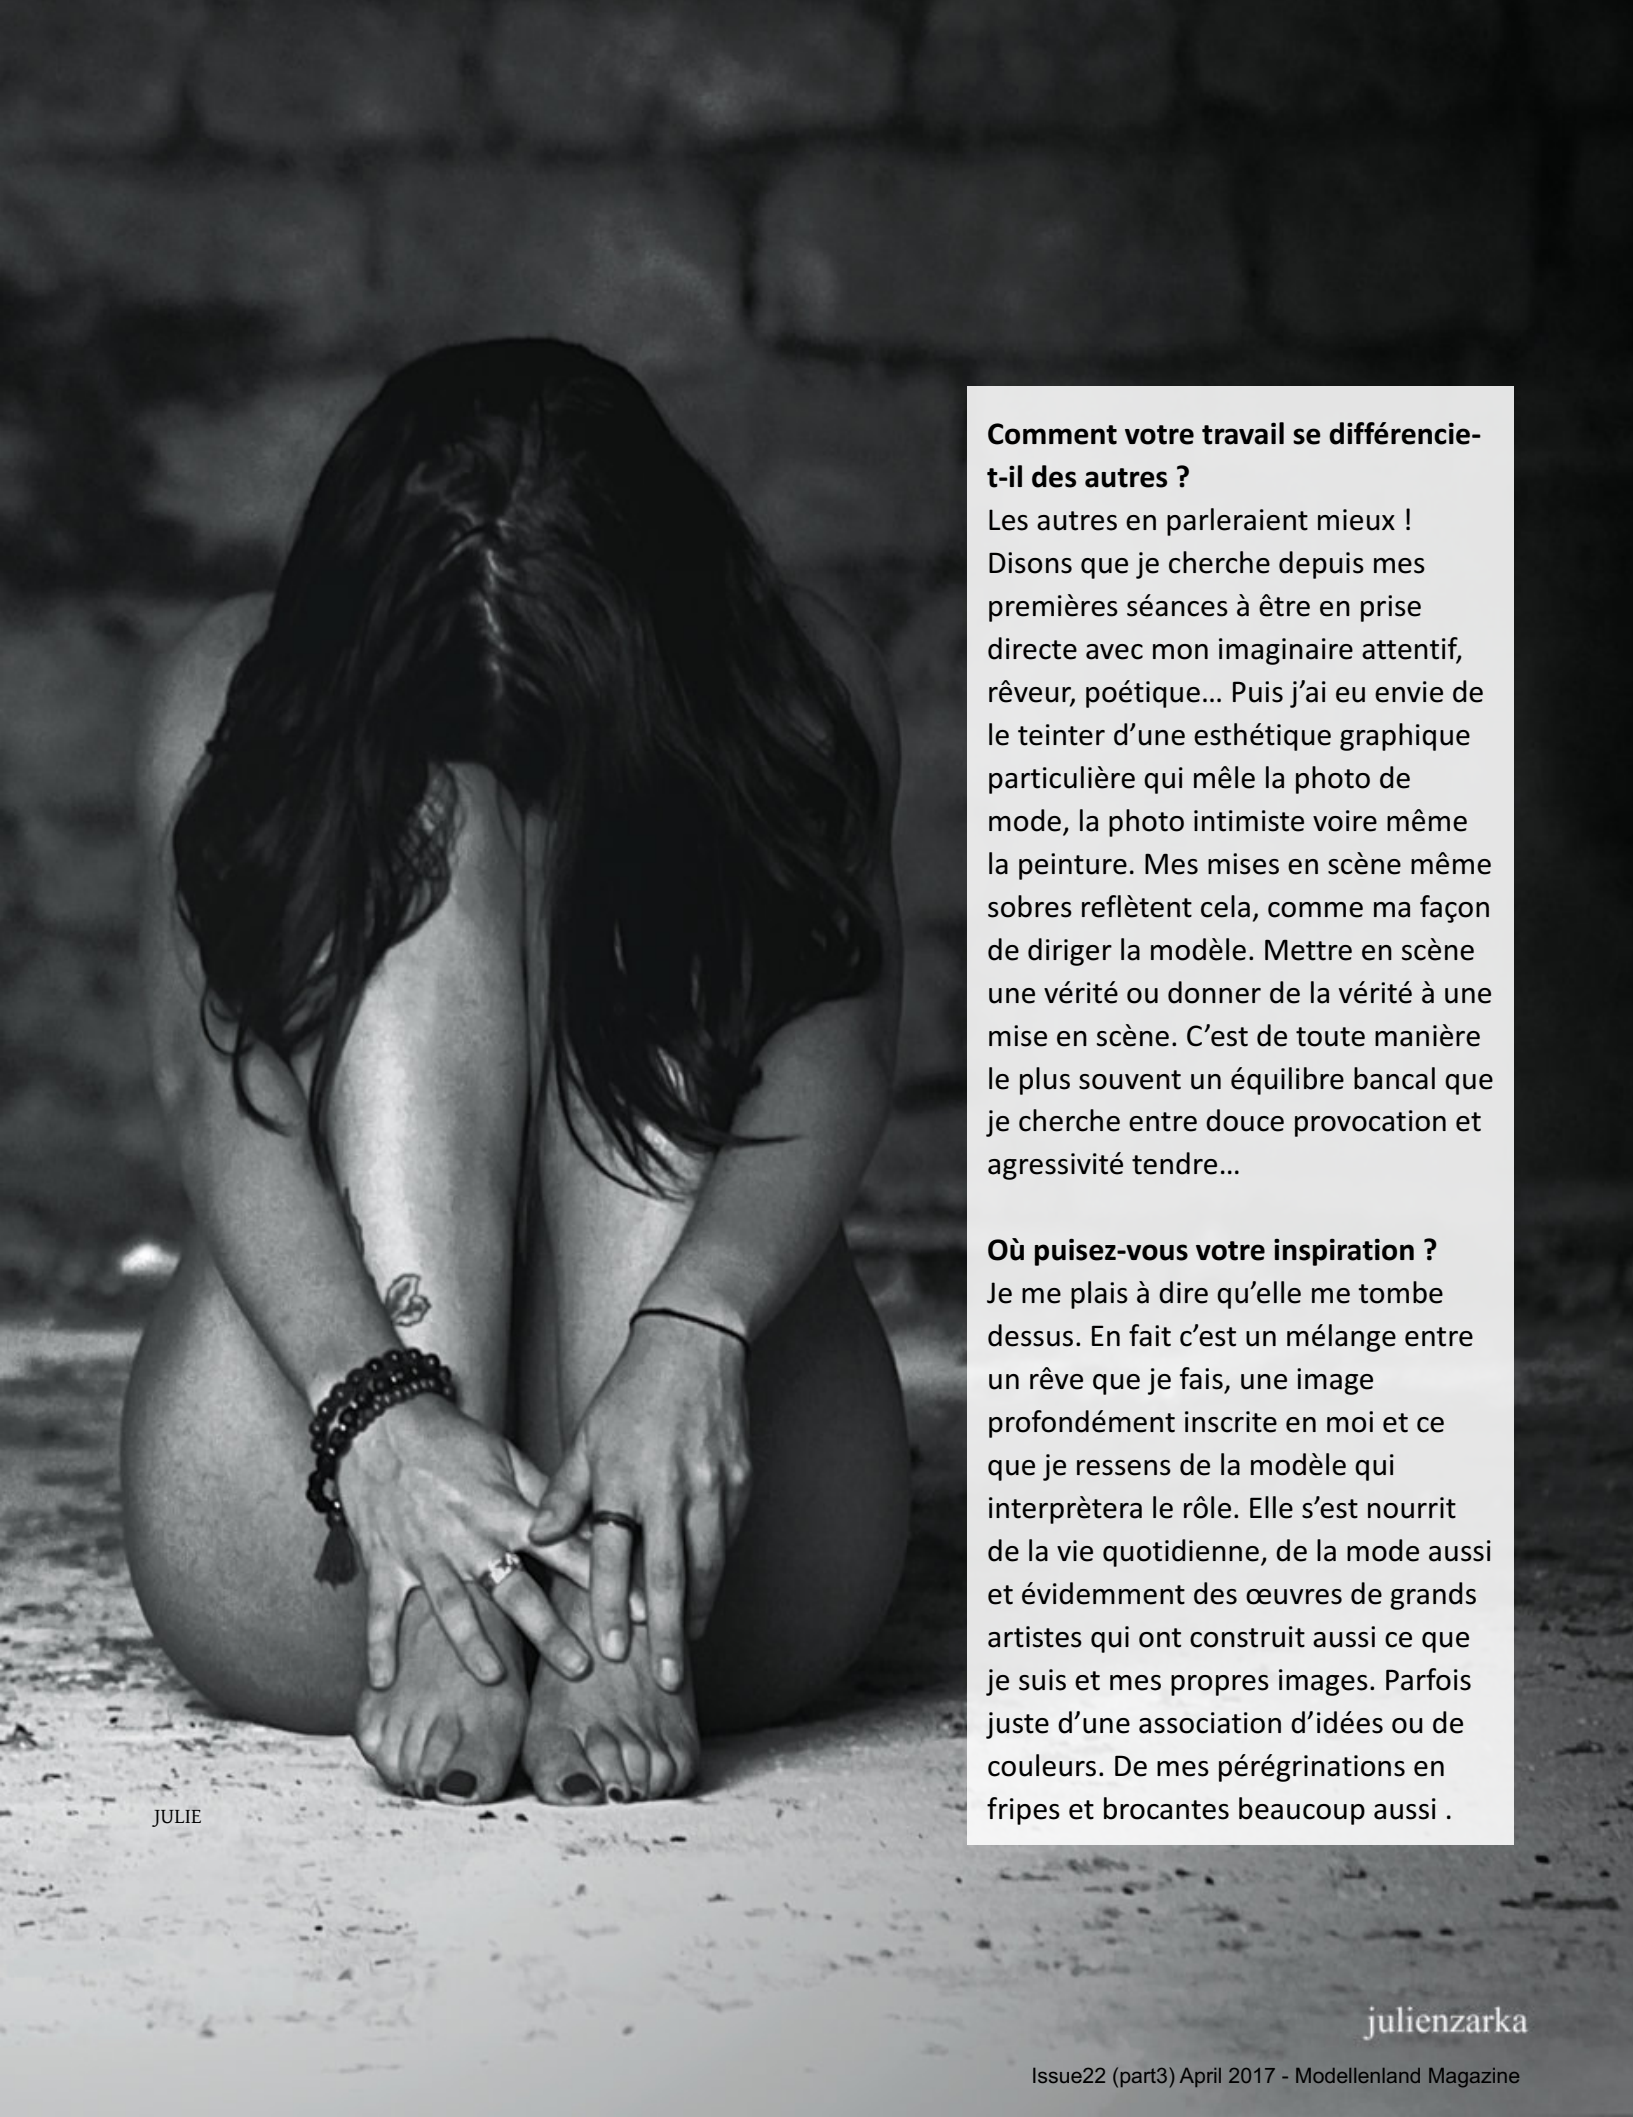 Comment votre travail se différencie-
t-il des autres ?
Les autres en parleraient mieux !
Disons que je cherche depuis mes
premières séances à être en prise
directe avec mon imaginaire attentif,
rêveur, poétique… Puis j’ai eu envie de
le teinter d’une esthétique graphique
particulière qui mêle la photo de
mode, la photo intimiste voire même
la peinture. Mes mises en scène même
sobres reflètent cela, comme ma façon
de diriger la modèle. Mettre en scène
une vérité ou donner de la vérité à une
mise en scène. C’est de toute manière
le plus souvent un équilibre bancal que
je cherche entre douce provocation et
agressivité tendre…
Où puisez-vous votre inspiration ?
Je me plais à dire qu’elle me tombe
dessus. En fait c’est un mélange entre
un rêve que je fais, une image
profondément inscrite en moi et ce
que je ressens de la modèle qui
interprètera le rôle. Elle s’est nourrit
de la vie quotidienne, de la mode aussi
et évidemment des œuvres de grands
artistes qui ont construit aussi ce que
je suis et mes propres images. Parfois
juste d’une association d’idées ou de
couleurs. De mes pérégrinations en
fripes et brocantes beaucoup aussi .
JULIE
julienzarka
Issue22 (part3) April 2017 - Modellenland Magazine